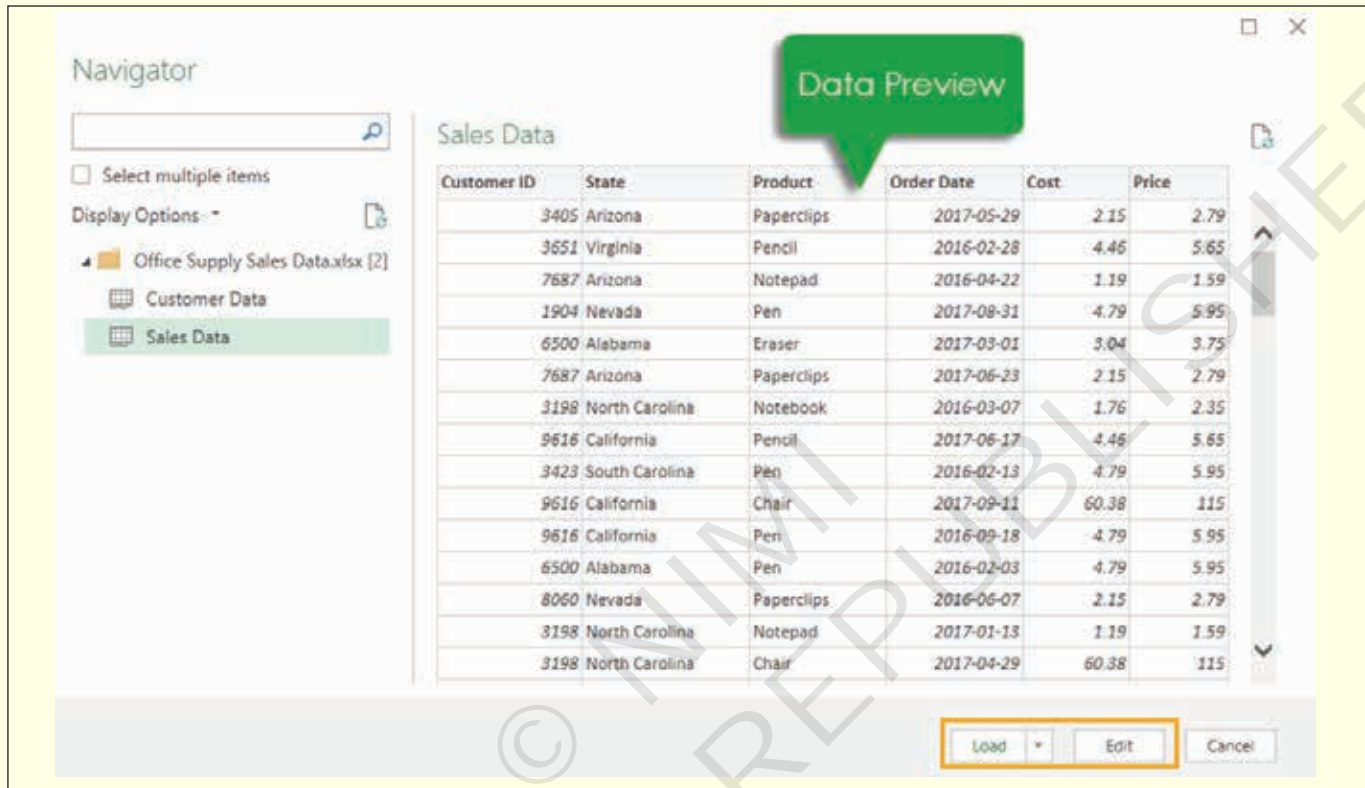 Navigator
Data Preview
Sales Data
Select multiple items
Display Options
Office Supply Sales Data.xlsx [2]
Customer Data
Sales Data
Customer ID State Product Order Date Cost Price
3405 Arizona Paperclips 2017-05-29 2.15 2.79
3651 Virginia Pencil 2016-02-28 4.46 5.65
7687 Arizona Notepad 2016-04-22 1.19 1.59
1904 Nevada Pen 2017-08-31 4.79 5.95
6500 Alabama Eraser 2017-03-01 3.04 3.75
7687 Arizona Paperclips 2017-06-23 2.15 2.79
3198 North Carolina Notebook 2016-03-07 1.76 2.35
9616 California Pencil 2017-06-17 4.46 5.65
3423 South Carolina Pen 2016-02-13 4.79 5.95
9616 California Chair 2017-09-11 60.38 115
9616 California Pen 2016-09-18 4.79 5.95
6500 Alabama Pen 2016-02-03 4.79 5.95
8060 Nevada Paperclips 2016-06-07 2.15 2.79
3198 North Carolina Notepad 2017-01-13 1.19 1.59
3198 North Carolina Chair 2017-04-29 60.38 115
Load Edit Cancel
© NIMI
REPUBLISHE